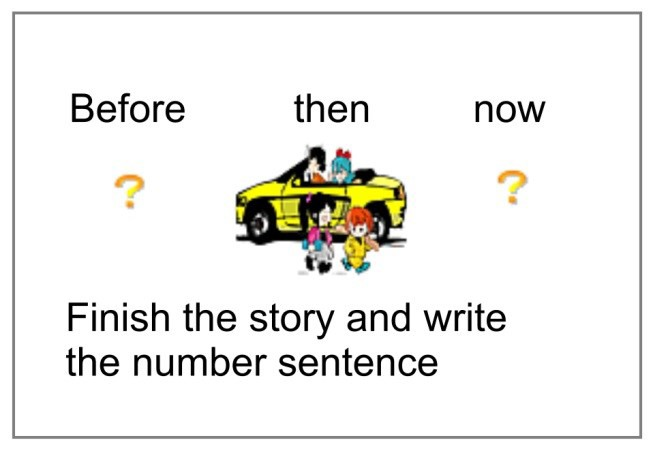 Before then now
? ?
Finish the story and write
the number sentence